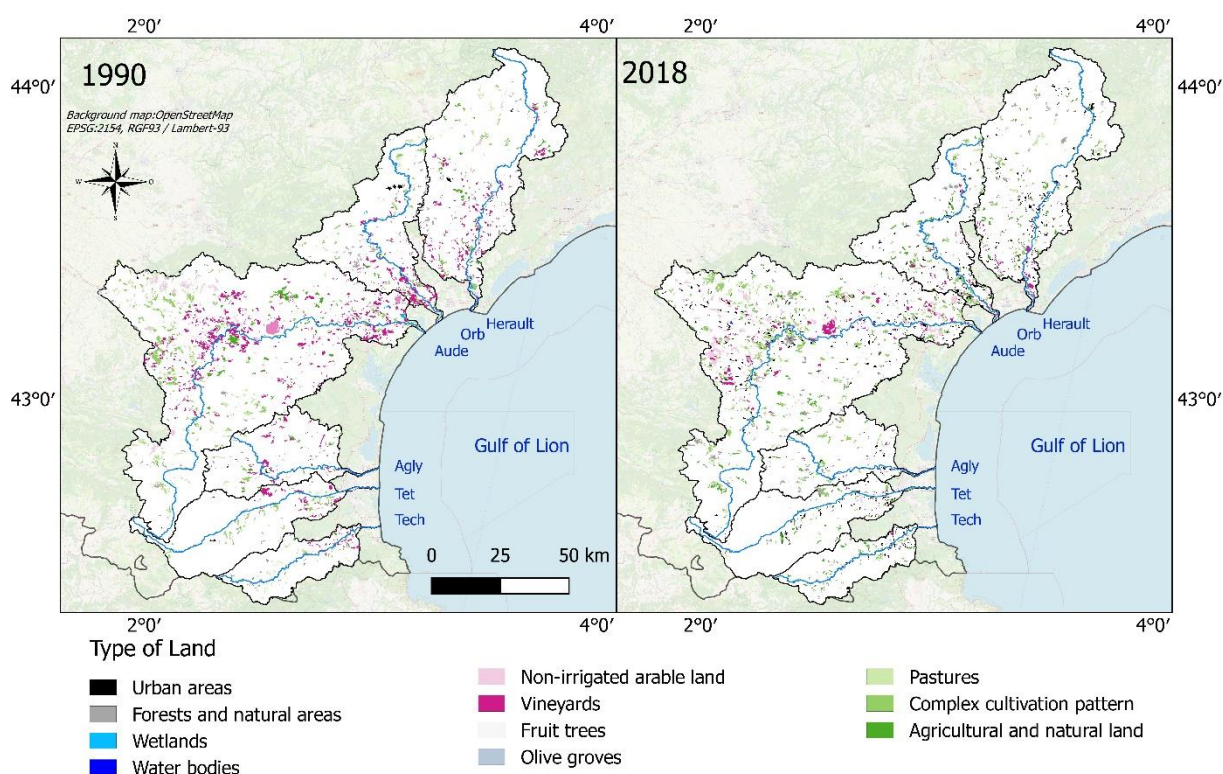 2°0' 4°0' 2°0' 4°0'
44°0' 1990 2018 44°0'
Background map:OpenStreetMap
EPSG:2154, RGF93 / Lambert-93
N
W O
S
Herault Herault
Orb Orb
Aude Aude
43°0' 43°0'
Gulf of Lion Gulf of Lion
Agly Agly
Tet Tet
Tech Tech
0 25 50 km
2°0' 4°0' 2°0' 4°0'
Type of Land
Urban areas
Forests and natural areas
Wetlands
Water bodies
Non-irrigated arable land
Vineyards
Fruit trees
Olive groves
Pastures
Complex cultivation pattern
Agricultural and natural land